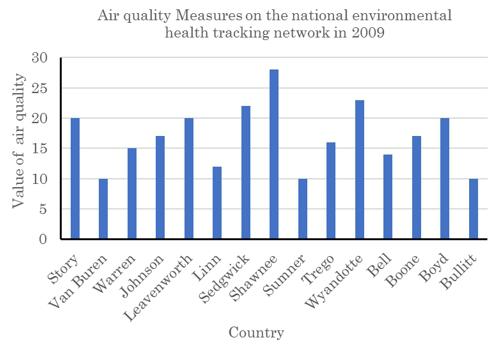 Air quality Measures on the national environmental
health tracking network in 2009
Value of air quality
30
25
20
15
10
5
0
Story
Van Buren
Warren
Johnson
Leavenworth
Linn
Sedgwick
Shawnee
Sumner
Trego
Wyandotte
Bell
Boone
Boyd
Bullitt
Country